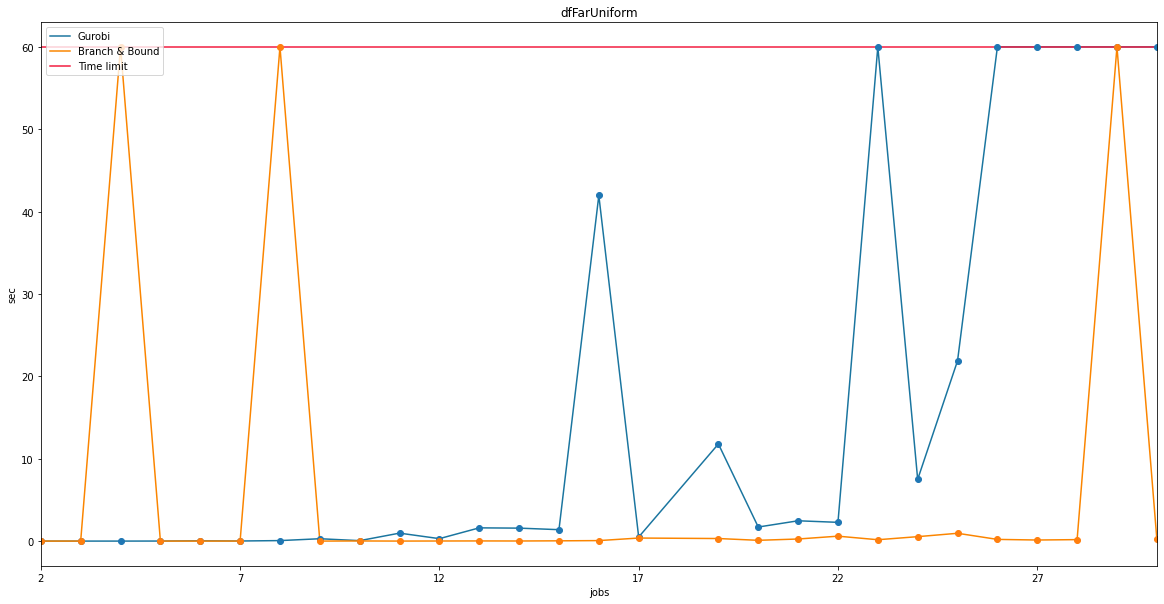 dfFarUniform
Gurobi
Branch & Bound
Time limit
60
50
40
30
20
10
0
sec
2 7 12 17 22 27
jobs